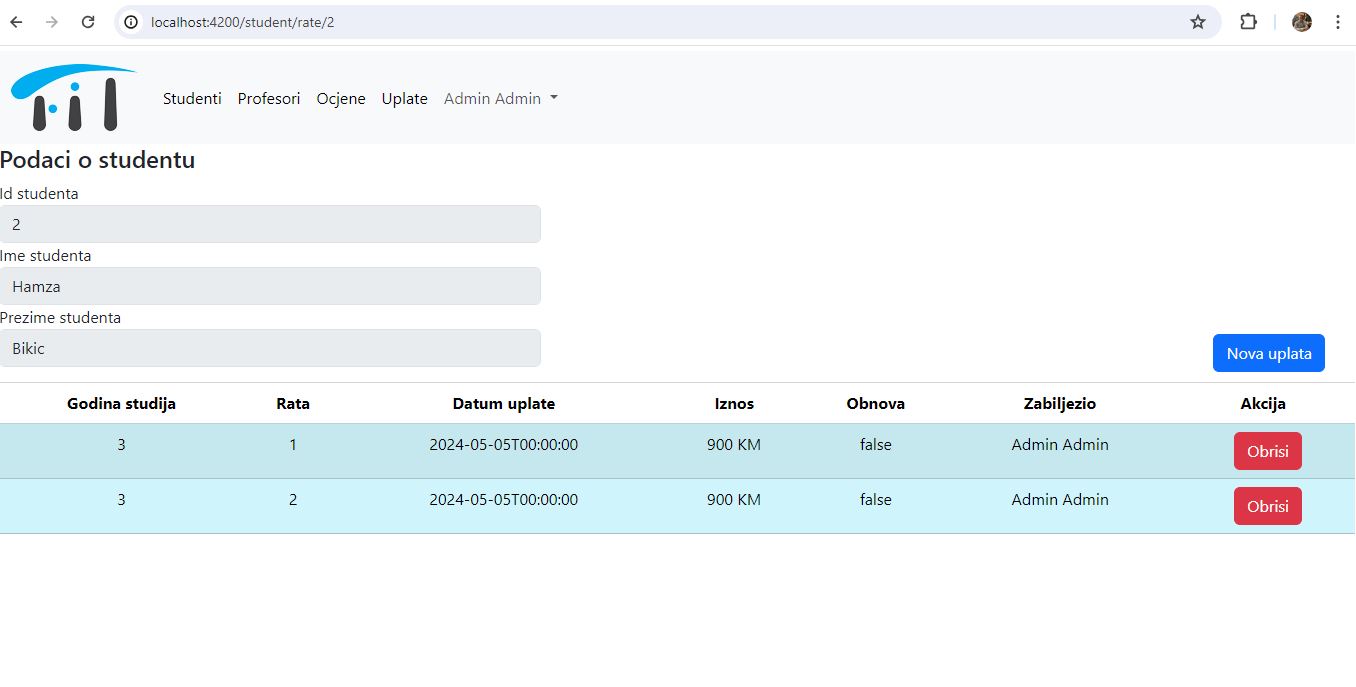 localhost:4200/student/rate/2
Studenti Profesori Ocjene Uplate Admin Admin
Podaci o studentu
Id studenta
2
Ime studenta
Hamza
Prezime studenta
Bikic
Nova uplata
Godina studija Rata Datum uplate Iznos Obnova Zabiljezio Akcija
3 1 2024-05-05T00:00:00 900 KM false Admin Admin Obrisi
3 2 2024-05-05T00:00:00 900 KM false Admin Admin Obrisi